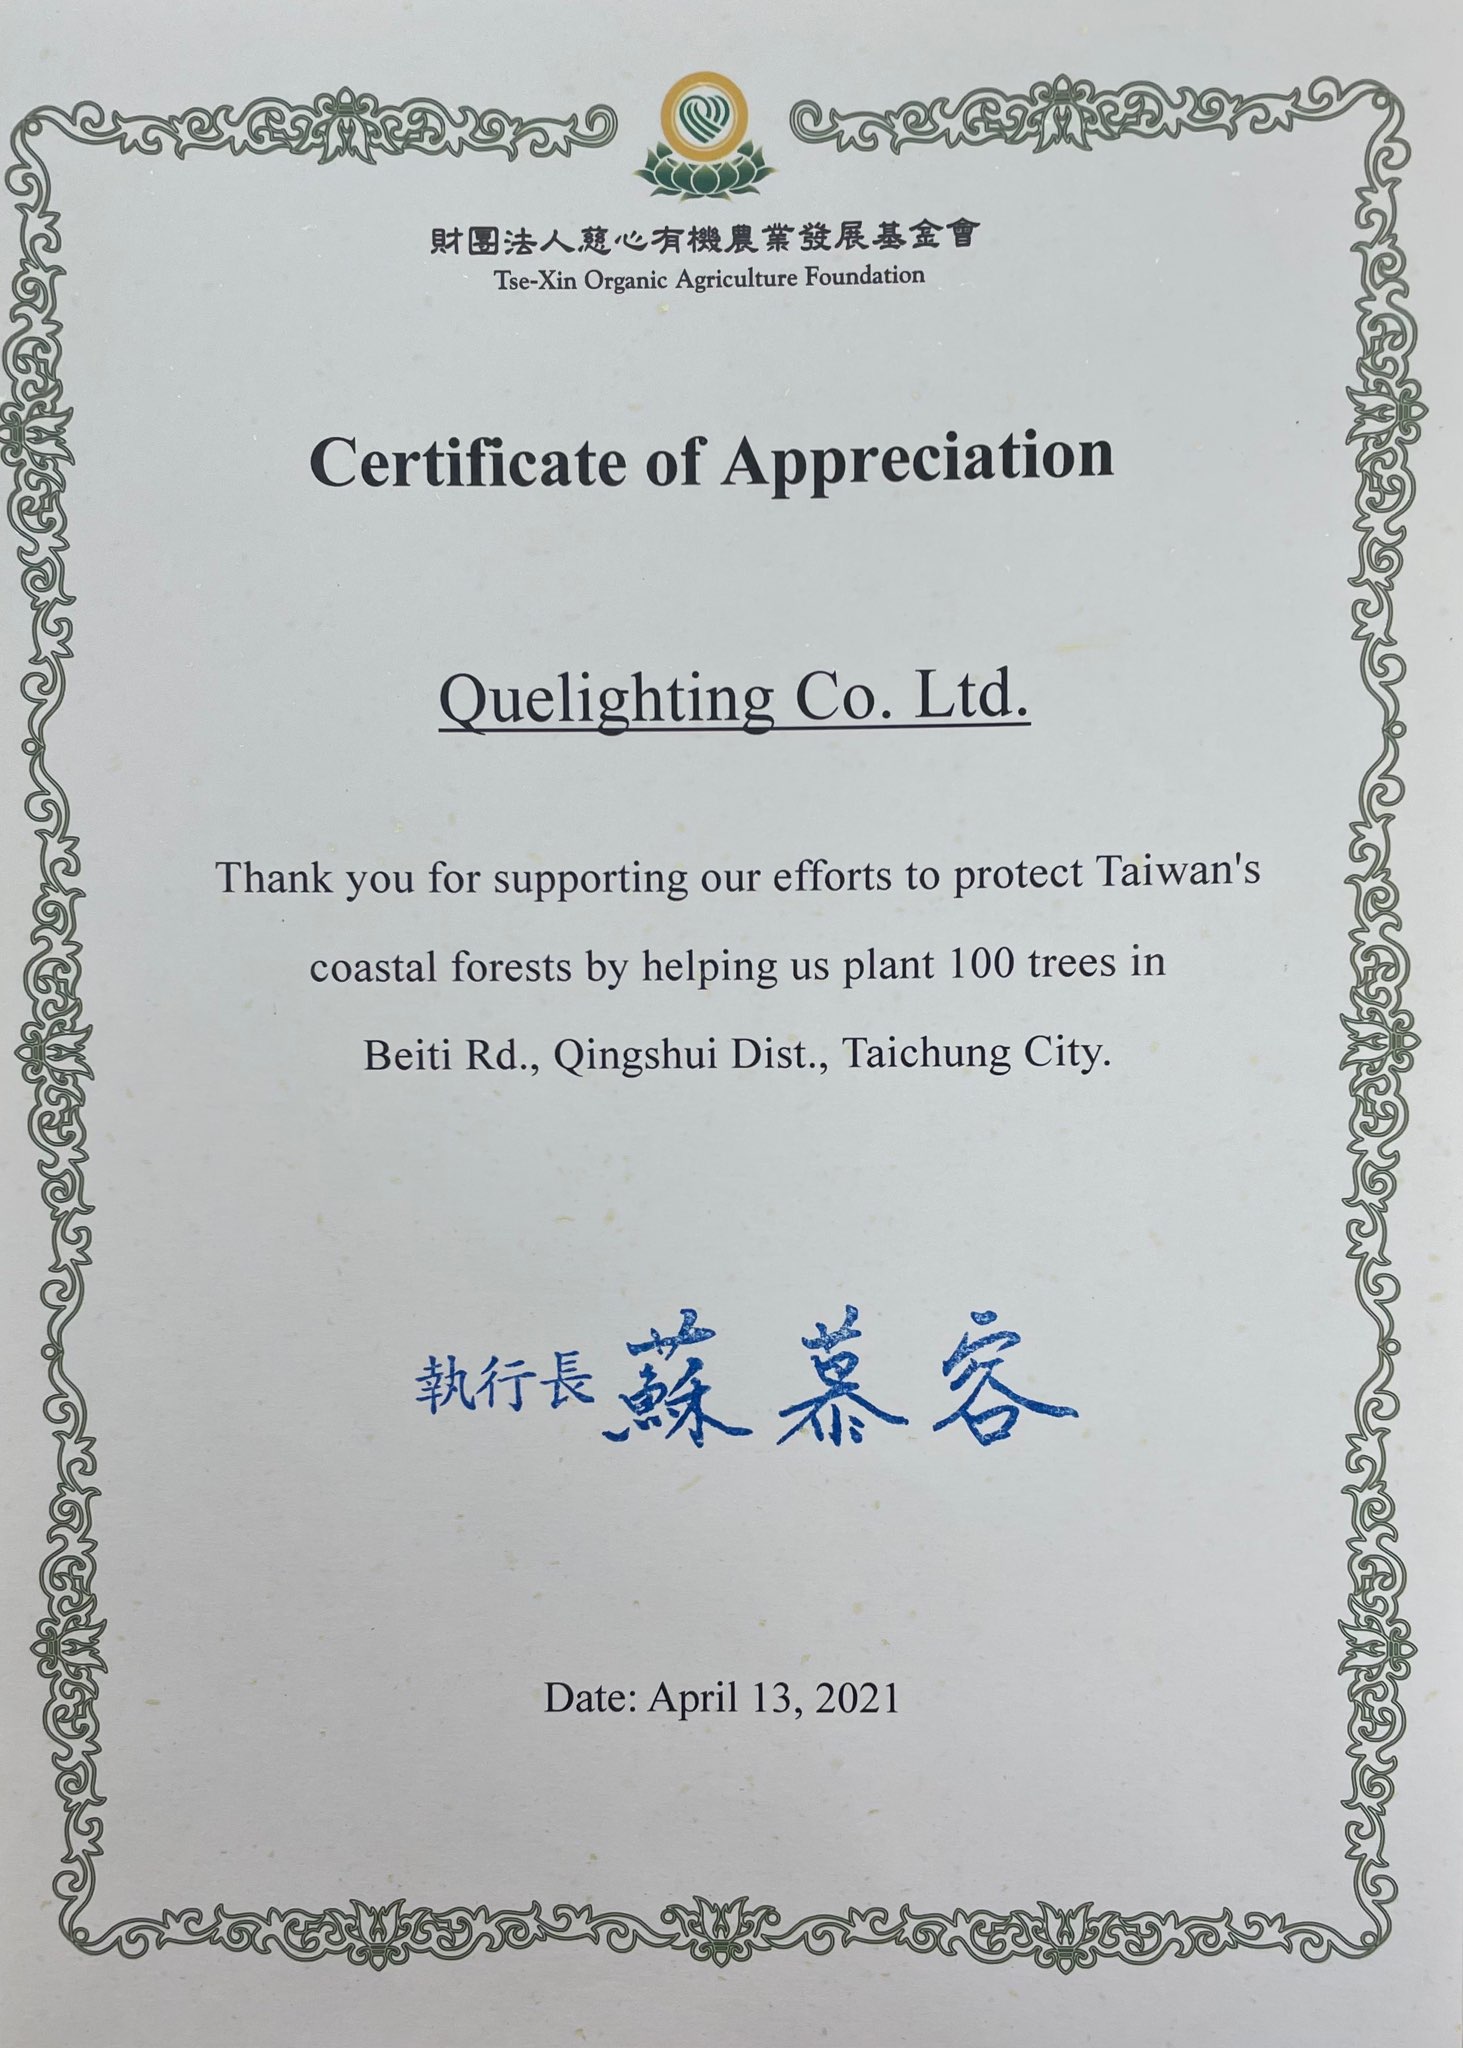 財團法人慈心有機農業發展基金會
Tse-Xin Organic Agriculture Foundation
Certificate of Appreciation
Quelighting Co. Ltd.
Thank you for supporting our efforts to protect Taiwan's
coastal forests by helping us plant 100 trees in
Beiti Rd., Qingshui Dist., Taichung City.
執行長 蘇慕容
Date: April 13, 2021